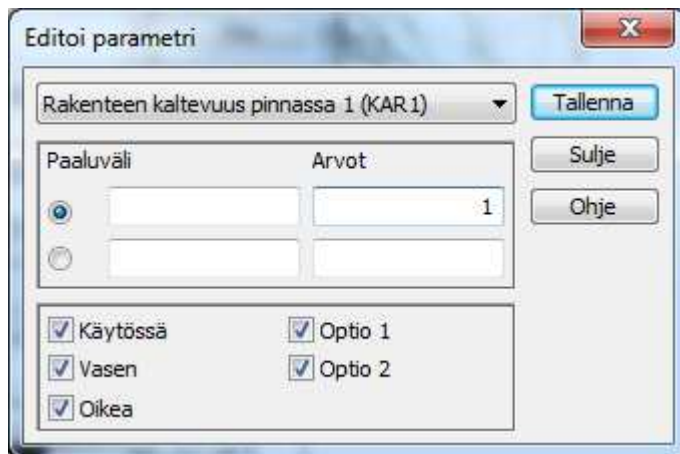 Editoi parametri
Rakenteen kaltevuus pinnassa 1 (KAR1)
Tallenna
Paaluväli Arvot
Sulje
1
Ohje
Käytössä Optio 1
Vasen Optio 2
Oikea